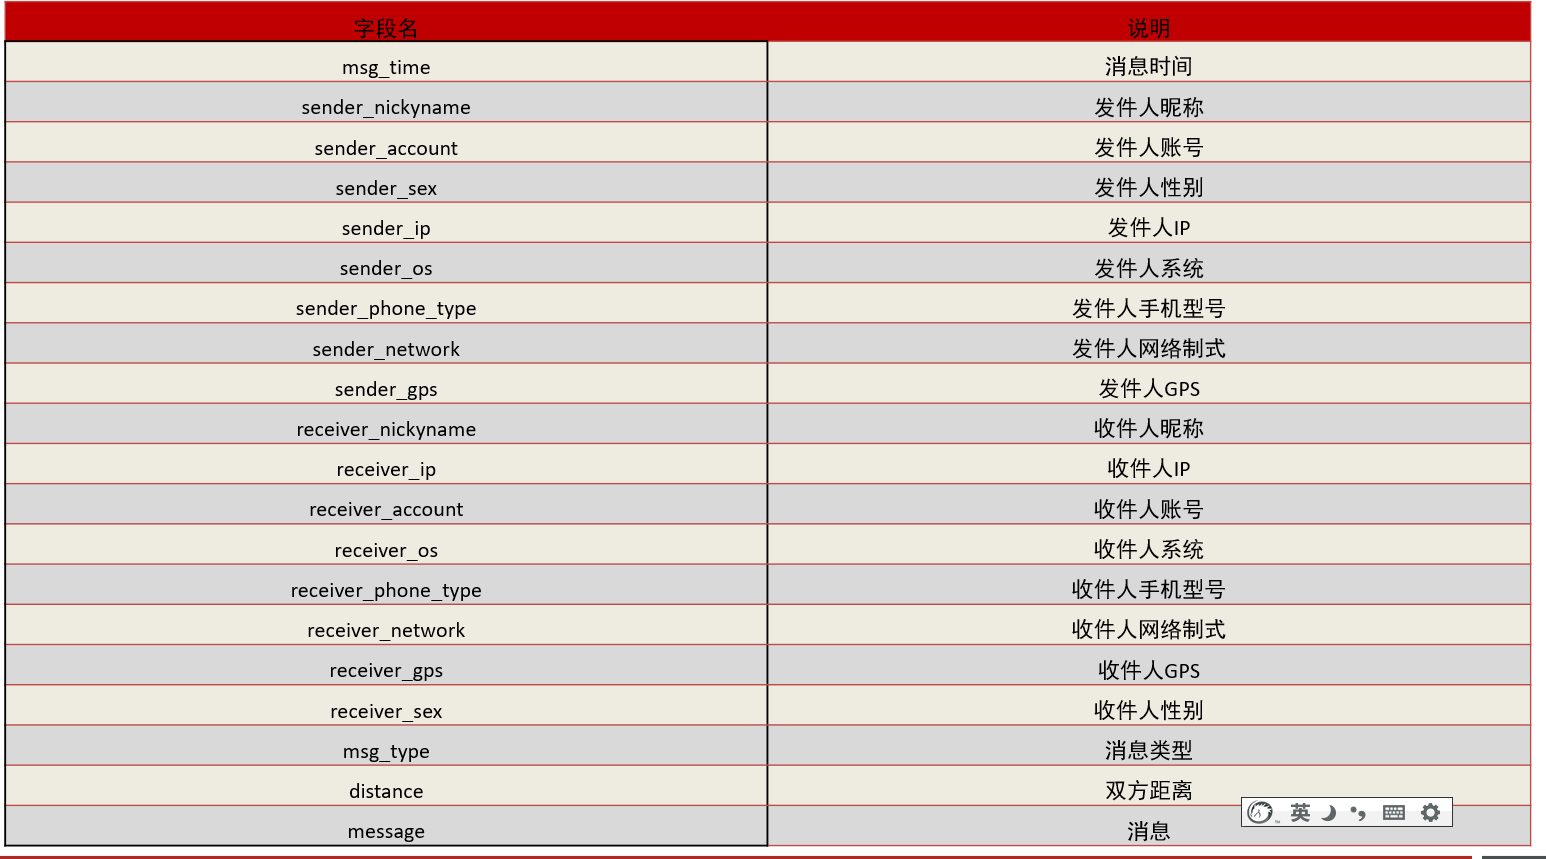 字段名 说明
msg_time 消息时间
sender_nickyname 发件人昵称
sender_account 发件人账号
sender_sex 发件人性别
sender_ip 发件人IP
sender_os 发件人系统
sender_phone_type 发件人手机型号
sender_network 发件人网络制式
sender_gps 发件人GPS
receiver_nickyname 收件人昵称
receiver_ip 收件人IP
receiver_account 收件人账号
receiver_os 收件人系统
receiver_phone_type 收件人手机型号
receiver_network 收件人网络制式
receiver_gps 收件人GPS
receiver_sex 收件人性别
msg_type 消息类型
distance 双方距离
英
message 消息